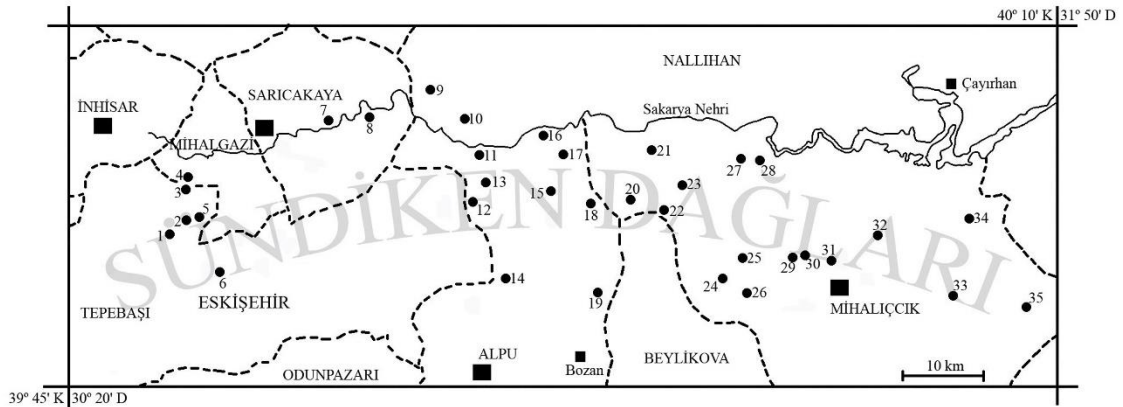 40° 10' K 31° 50' D
NALLIHAN
Çayırhan
SARICAKAYA
İNHİSAR
Sakarya Nehri
MİHALGAZİ
SÜNDİKEN DAĞLARI
1
2
3
4
5
6
7
8
9
10
11
12
13
14
15
16
17
18
19
20
21
22
23
24
25
26
27
28
29
30
31
32
33
34
35
ESKİŞEHİR
TEPEBAŞI
MİHALIÇCIK
ALPU
Bozan
BEYLİKOVA
10 km
ODUNPAZARI
39° 45' K 30° 20' D